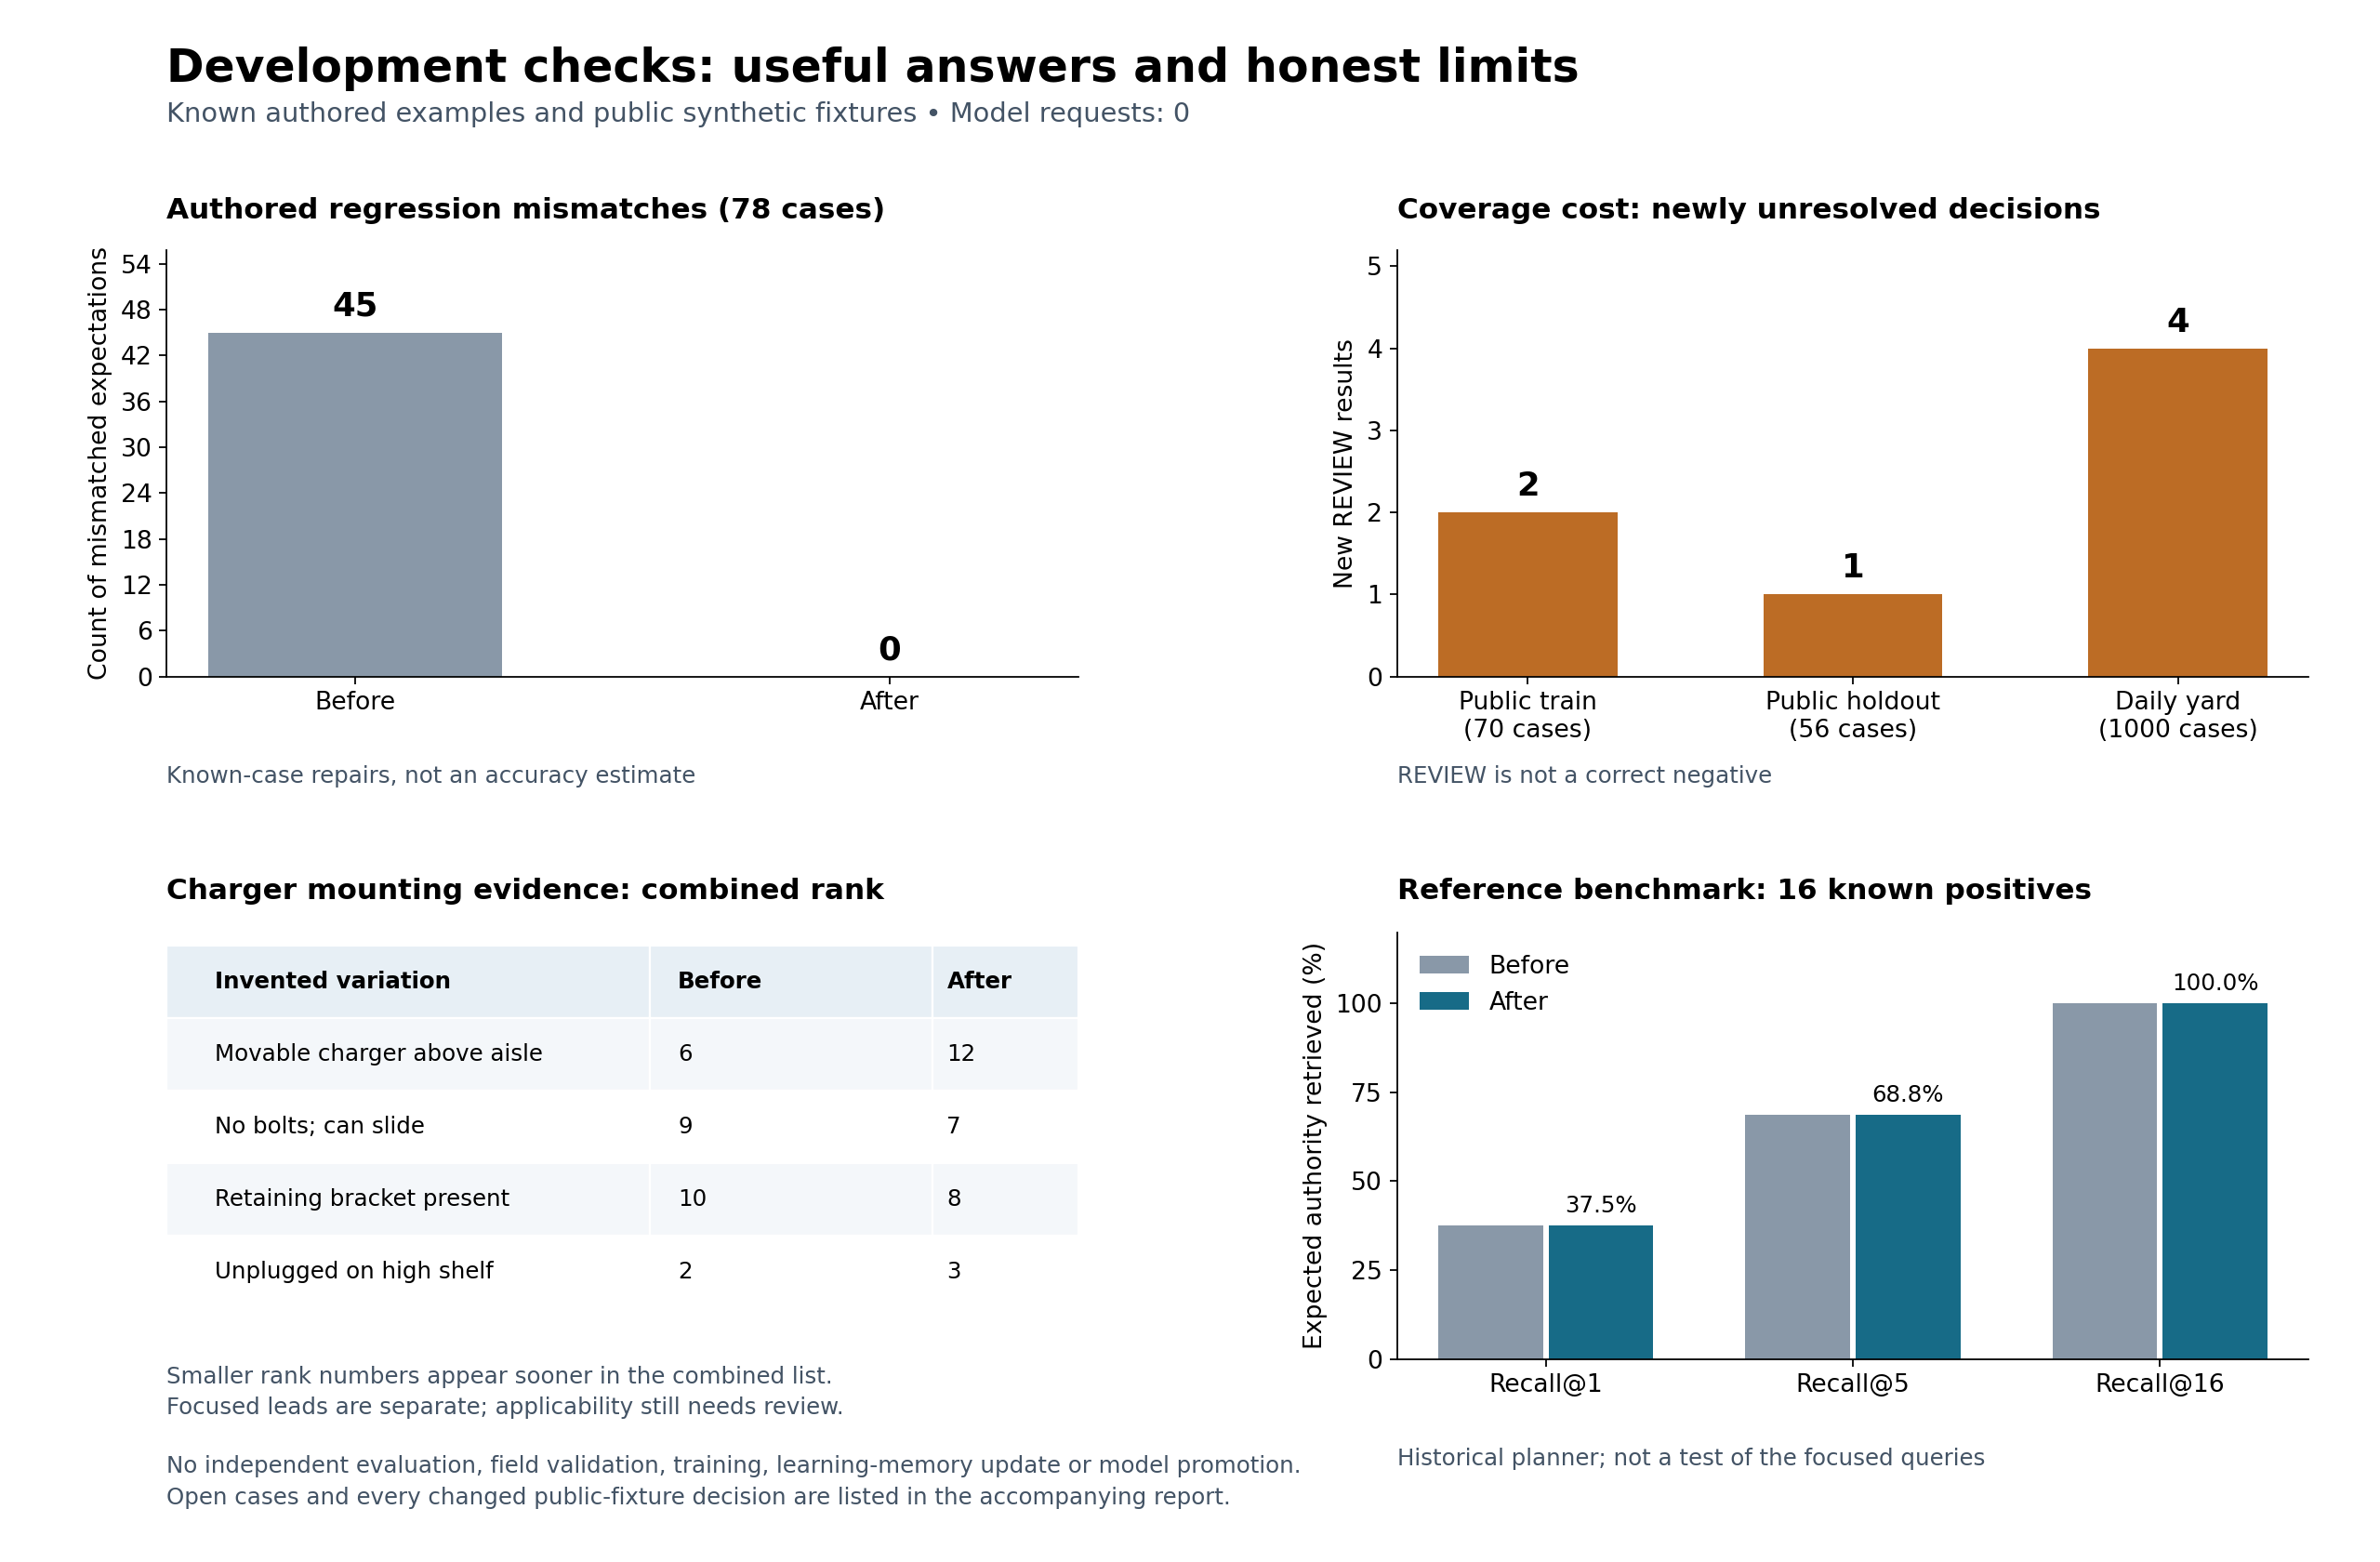 Development checks: useful answers and honest limits
Known authored examples and public synthetic fixtures • Model requests: 0
Authored regression mismatches (78 cases)
Count of mismatched expectations
54
48
42
36
30
24
18
12
6
0
45
0
Before
After
Known-case repairs, not an accuracy estimate
Coverage cost: newly unresolved decisions
New REVIEW results
5
4
3
2
1
0
2
1
4
Public train
(70 cases)
Public holdout
(56 cases)
Daily yard
(1000 cases)
REVIEW is not a correct negative
Charger mounting evidence: combined rank
Invented variation Before After
Movable charger above aisle 6 12
No bolts; can slide 9 7
Retaining bracket present 10 8
Unplugged on high shelf 2 3
Smaller rank numbers appear sooner in the combined list.
Focused leads are separate; applicability still needs review.
No independent evaluation, field validation, training, learning-memory update or model promotion.
Open cases and every changed public-fixture decision are listed in the accompanying report.
Reference benchmark: 16 known positives
Expected authority retrieved (%)
Before
After
100
75
50
25
0
37.5%
68.8%
100.0%
Recall@1
Recall@5
Recall@16
Historical planner; not a test of the focused queries